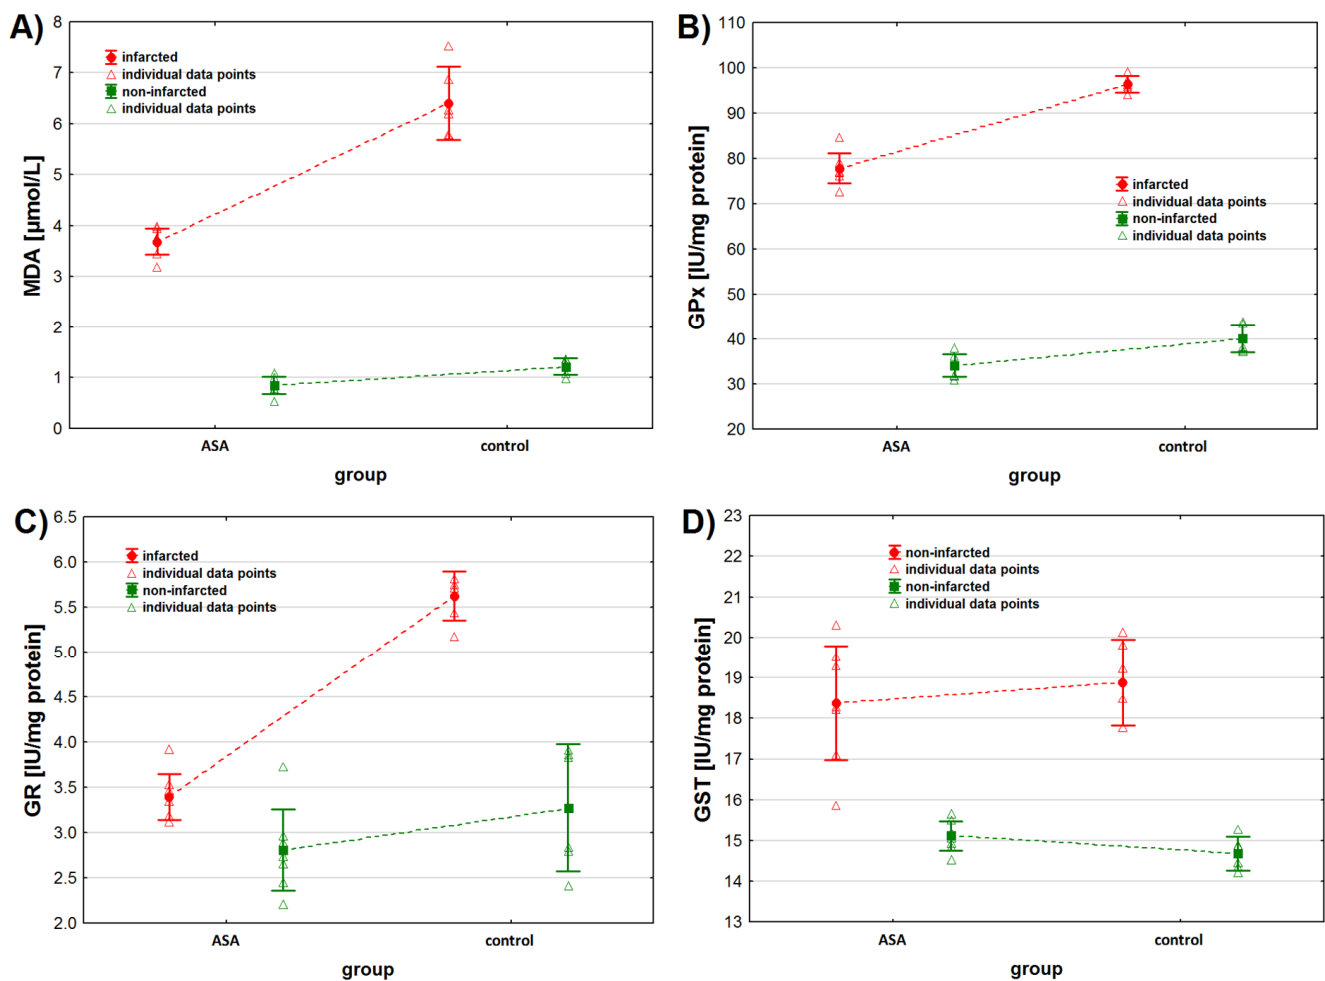 A)
8
7
6
5
4
3
2
1
0
MDA [µmol/L]
infarcted
individual data points
non-infarcted
individual data points
ASA control
group
B)
110
100
90
80
70
60
50
40
30
20
GPx [IU/mg protein]
infarcted
individual data points
non-infarcted
individual data points
ASA control
group
C)
6.5
6.0
5.5
5.0
4.5
4.0
3.5
3.0
2.5
2.0
GR [IU/mg protein]
infarcted
individual data points
non-infarcted
individual data points
ASA control
group
D)
23
22
21
20
19
18
17
16
15
14
13
GST [IU/mg protein]
non-infarcted
individual data points
non-infarcted
individual data points
ASA control
group